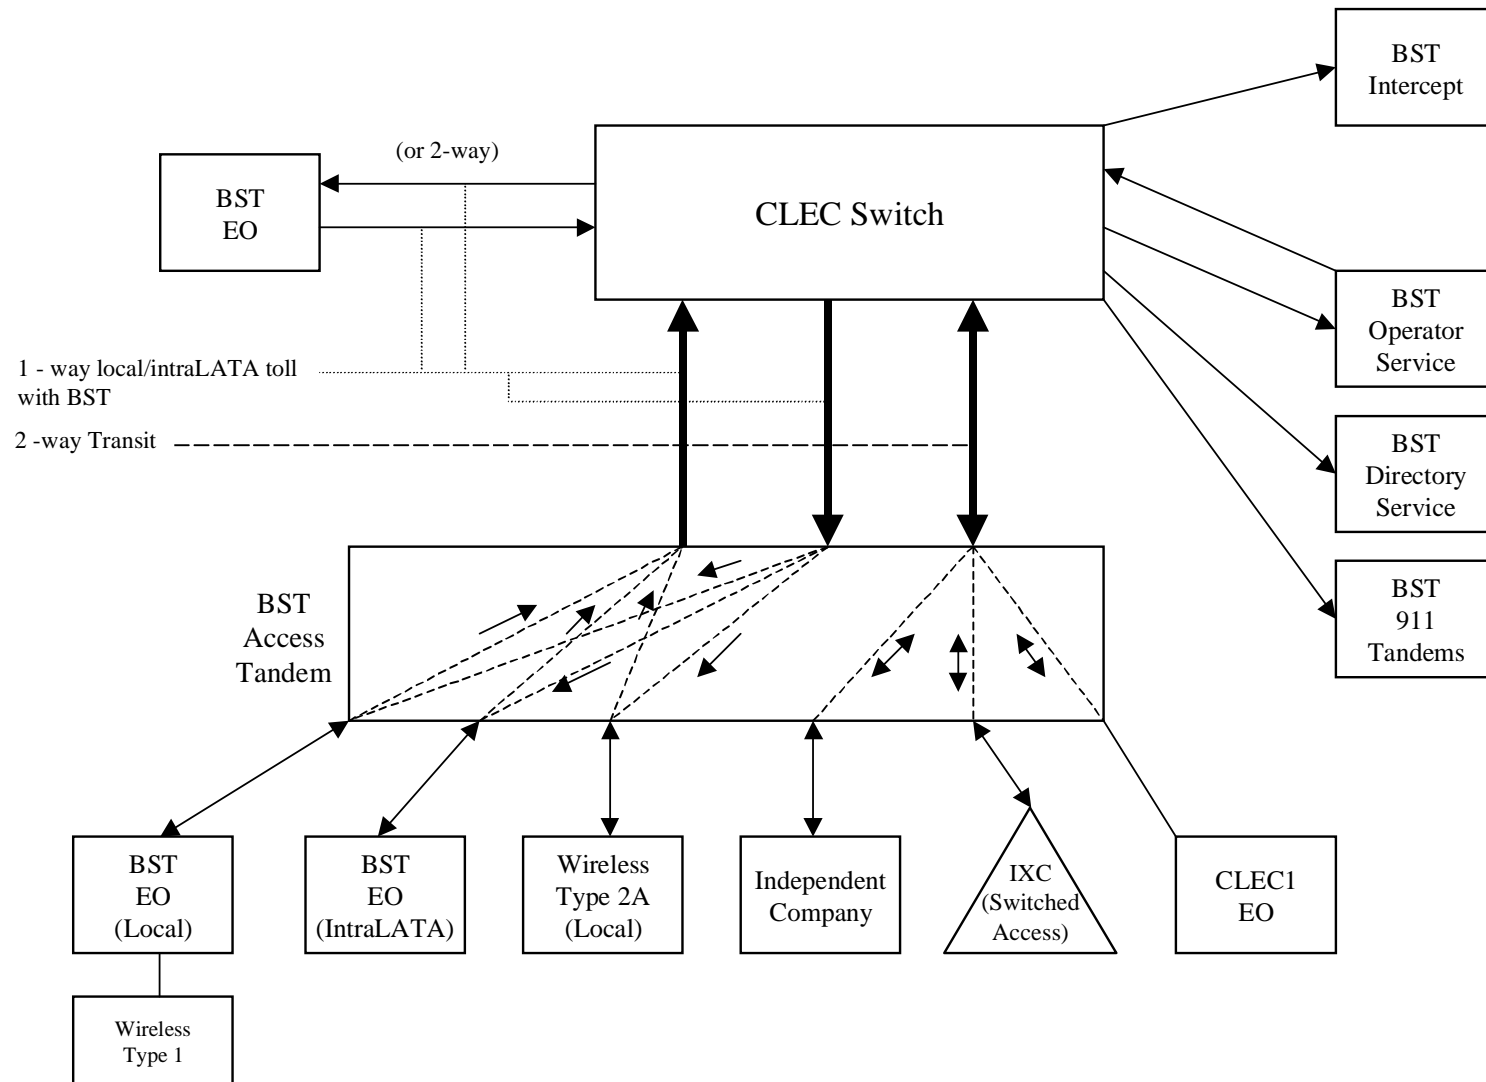 BST
Intercept
(or 2-way)
BST
EO
CLEC Switch
BST
Operator
Service
1 - way local/intraLATA toll
with BST
2 -way Transit
BST
Directory
Service
BST
Access
Tandem
BST
911
Tandems
BST
EO
(Local)
BST
EO
(IntraLATA)
Wireless
Type 2A
(Local)
Independent
Company
IXC
(Switched
Access)
CLEC1
EO
Wireless
Type 1